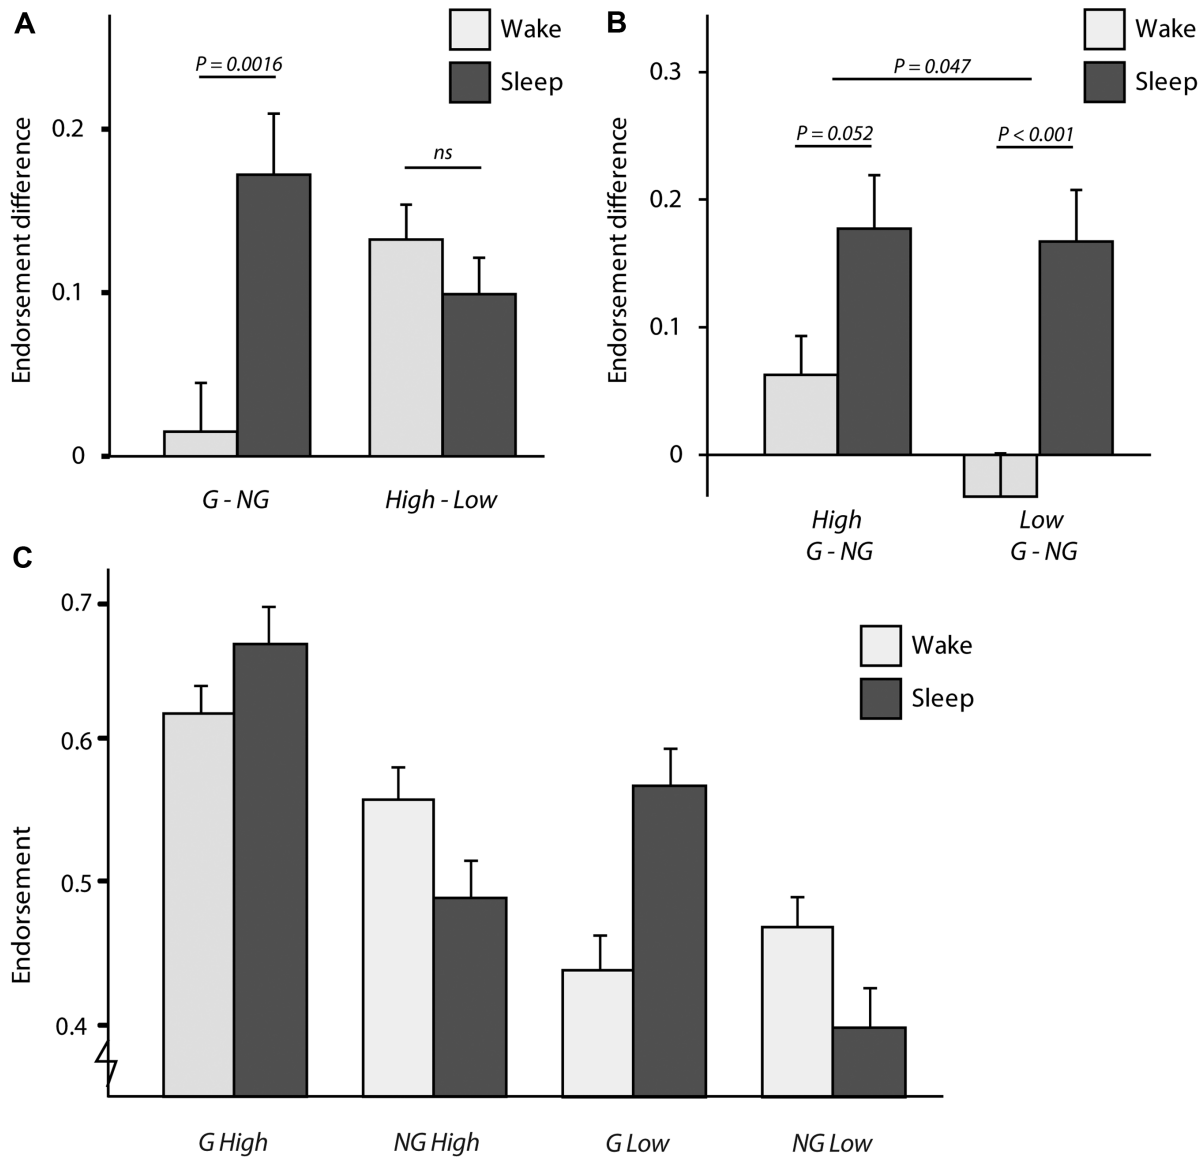 A
Wake
Sleep
P = 0.0016
ns
Endorsement difference
0.2
0.1
0
G - NG
High - Low
B
Wake
Sleep
P = 0.047
P = 0.052
P < 0.001
Endorsement difference
0.3
0.2
0.1
0
High
G - NG
Low
G - NG
C
Wake
Sleep
Endorsement
0.7
0.6
0.5
0.4
G High
NG High
G Low
NG Low